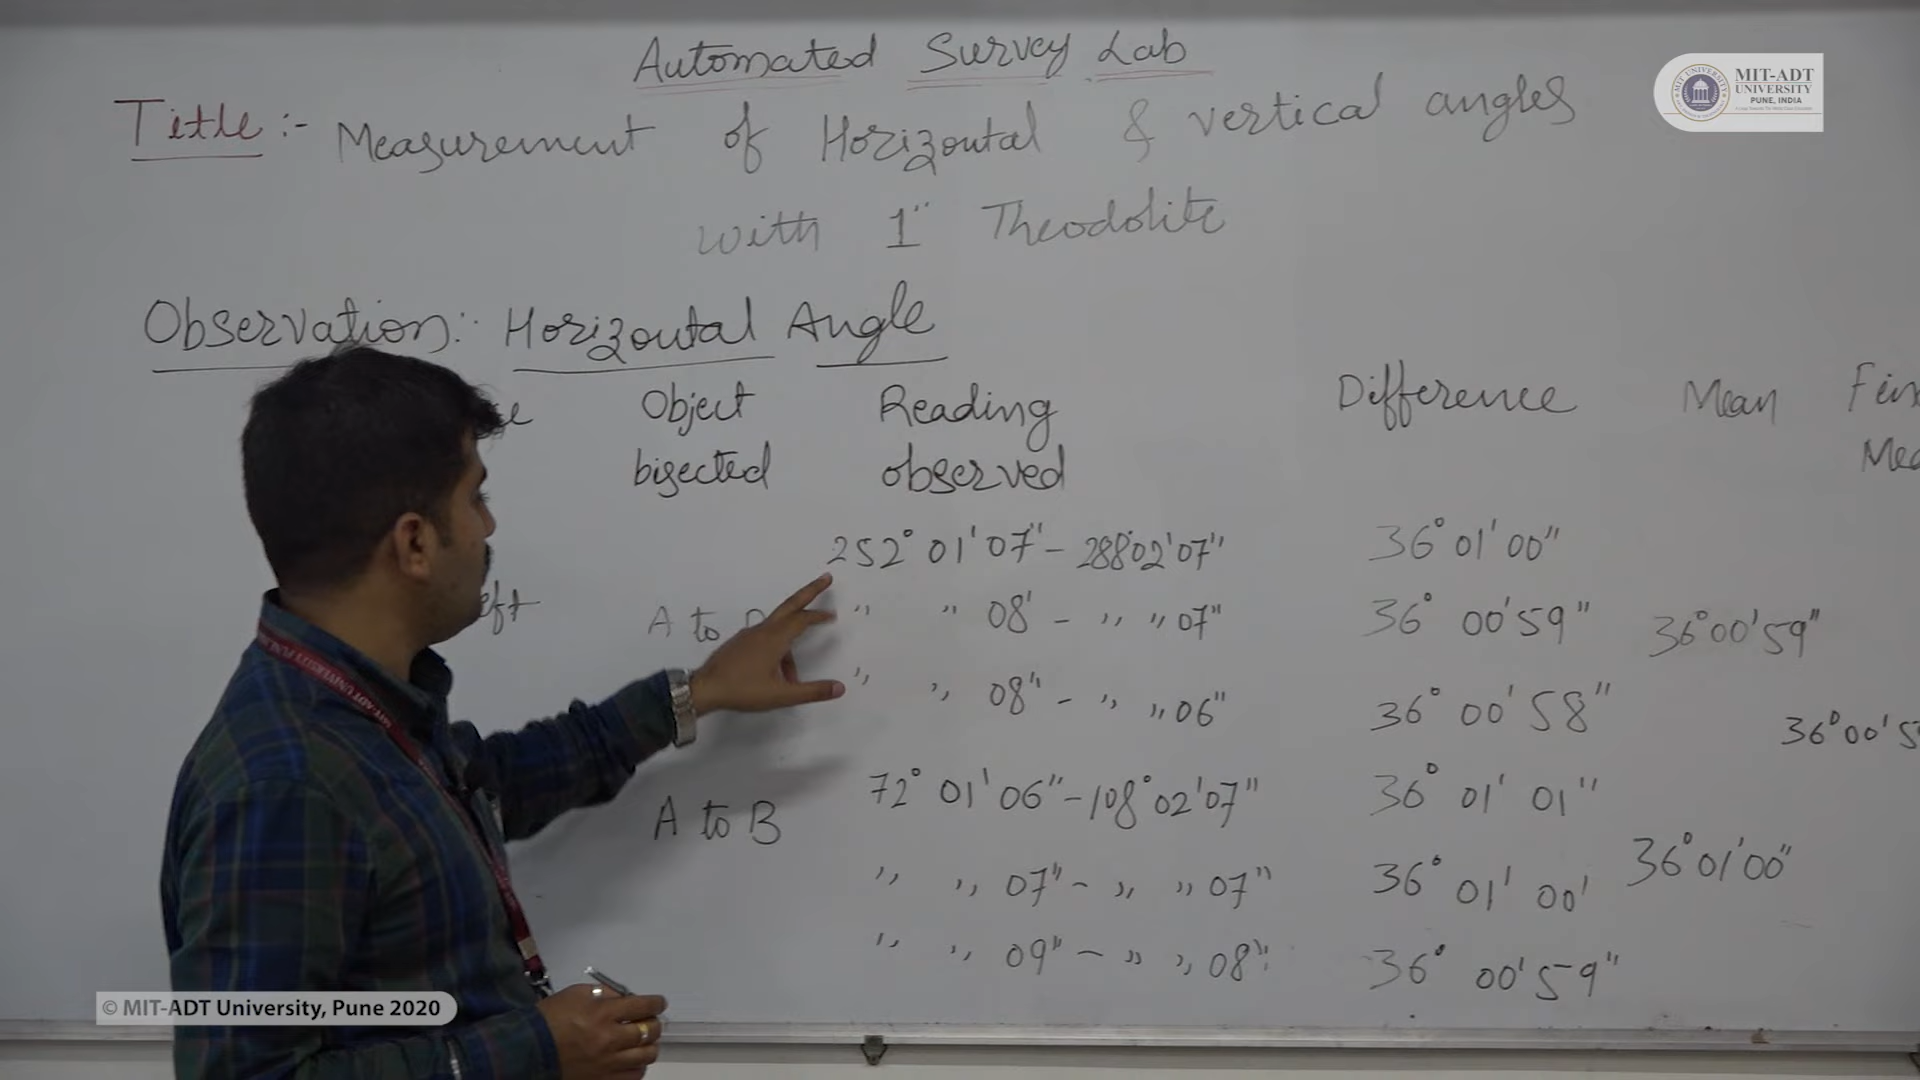 Automated Survey Lab
MIT-ADT
UNIVERSITY
PUNE, INDIA
Title :- Measurement of Horizontal & vertical angles
with 1" Theodolite
Observation: Horizontal Angle
Object bisected
Reading observed
Difference
Mean
252° 01' 07" - 288°02'07" 36° 01' 00"
A to " " 08' - " " 07" 36° 00' 59" 36°00'59"
" " 08" - " " 06" 36° 00' 58"
36°00'5
A to B 72° 01' 06" - 108° 02' 07" 36° 01' 01"
" " 07" - " " 07" 36° 01' 00' 36°01'00"
" " 09" - " " 08" 36° 00' 59"
© MIT-ADT University, Pune 2020